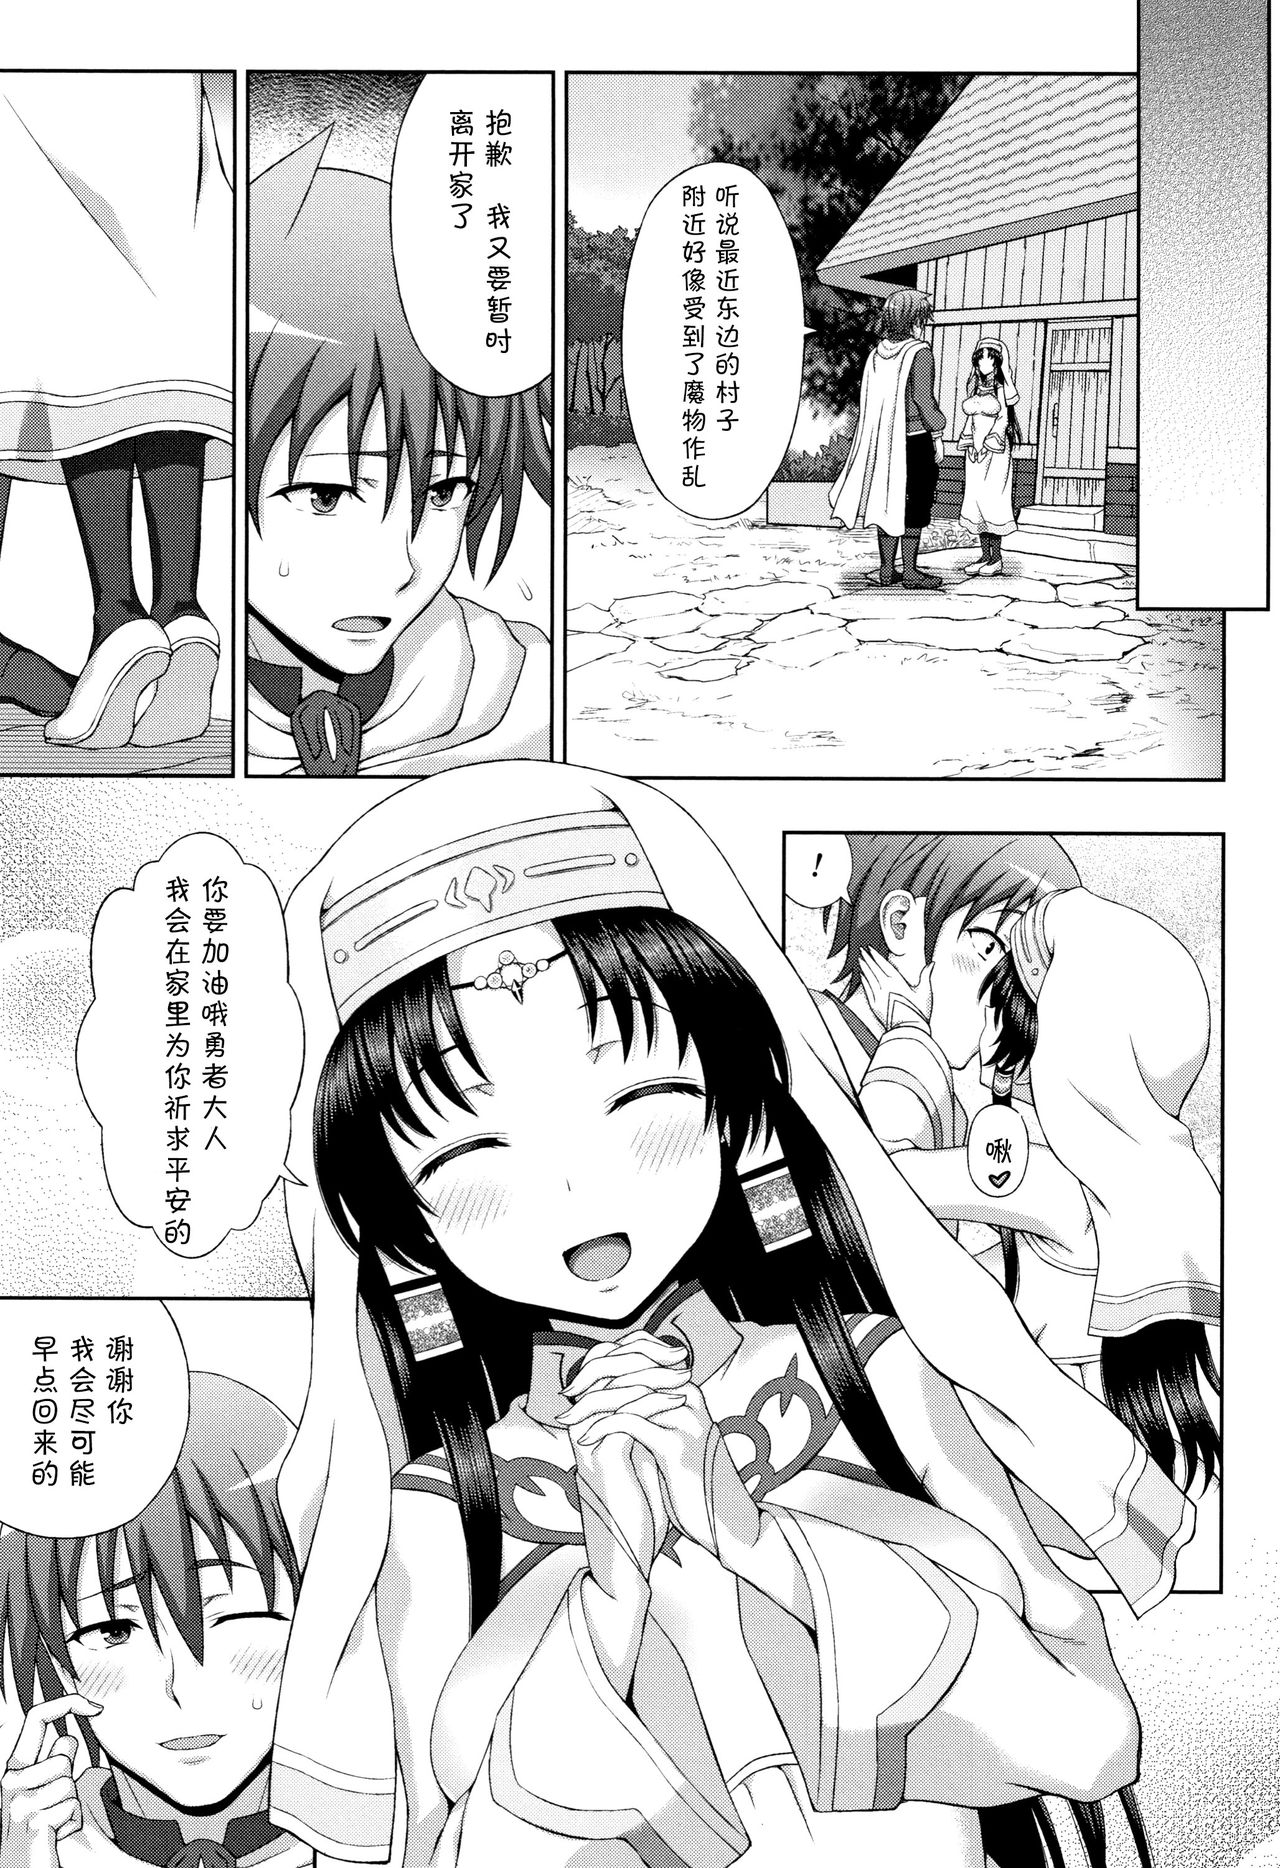 听说最近东边的村子
附近好像受到了魔物作乱
抱歉 我又要暂时
离开家了
!
啾♥
你要加油哦勇者大人
我会在家里为你祈求平安的
谢谢你
我会尽可能
早点回来的